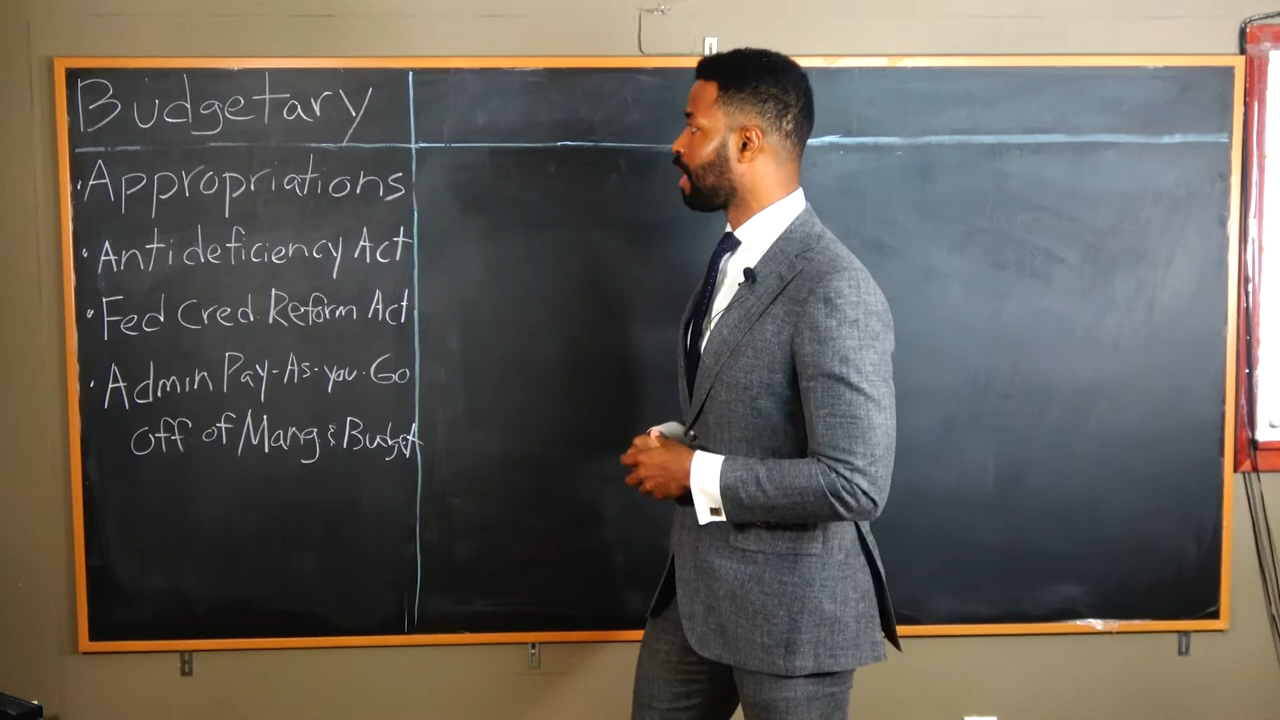 Budgetary
· Appropriations
· Antideficiency Act
· Fed Cred. Reform Act
· Admin Pay-As-you-Go
Off of Mang & Budget